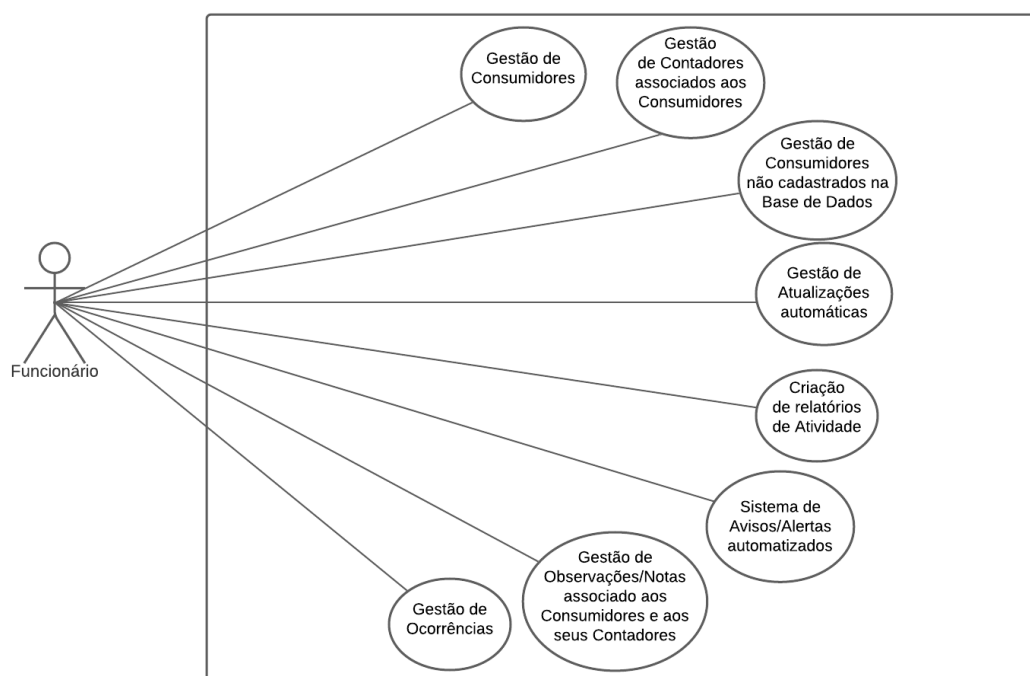 Gestão de
Consumidores
Gestão
de Contadores
associados aos
Consumidores
Gestão de
Consumidores
não cadastrados na
Base de Dados
Gestão de
Atualizações
automáticas
Funcionário
Criação
de relatórios
de Atividade
Sistema de
Avisos/Alertas
automatizados
Gestão de
Observações/Notas
associado aos
Consumidores e aos
seus Contadores
Gestão de
Ocorrências